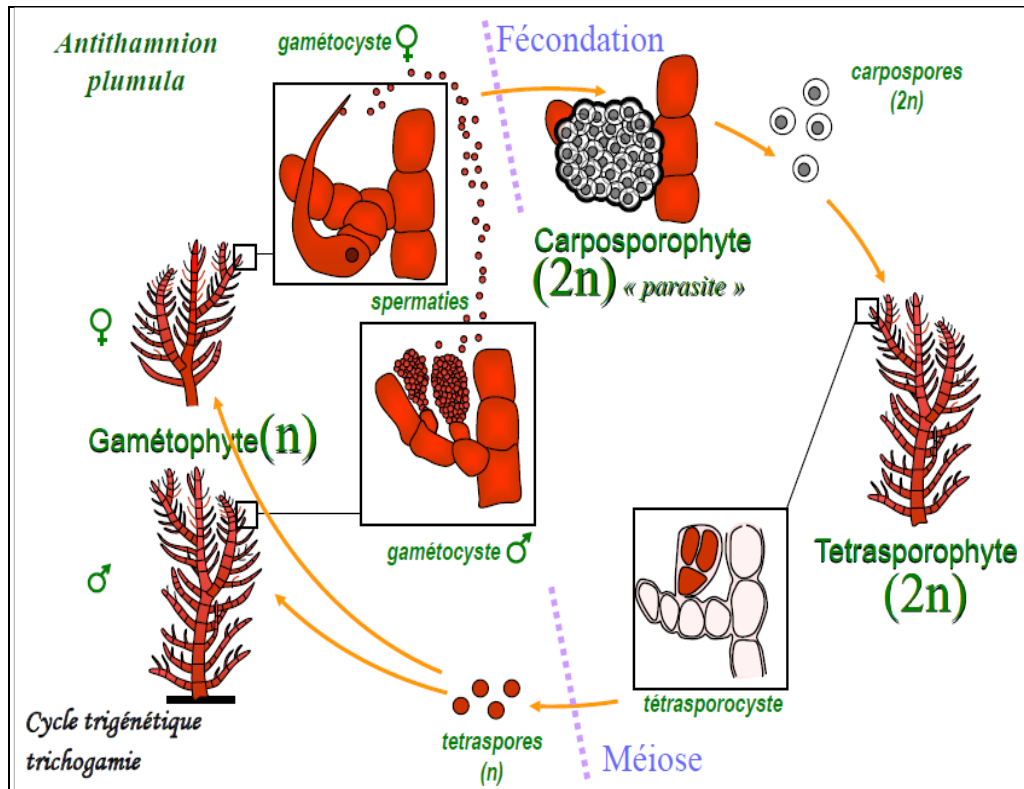 Antithamnion
plumula
gamétocyste ♀
Fécondation
carpospores
(2n)
Carposporophyte
(2n) « parasite »
spermaties
♀
Gamétophyte (n)
gamétocyste ♂
♂
Tetrasporophyte
(2n)
tétrasporocyste
tetraspores
(n)
Méiose
Cycle trigénétique
trichogamie